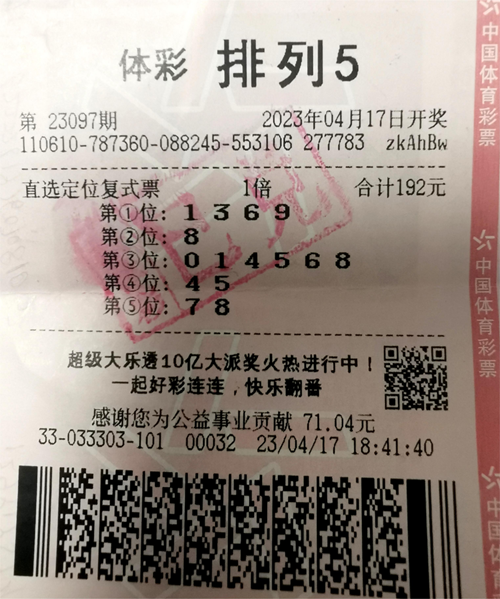 体彩 排列5
第 23097期 2023年04月17日开奖
110610-787360-088245-553106 277783 zkAhBw
直选定位复式票 1倍 合计192元
第①位: 1 3 6 9
第②位: 8
第③位: 0 1 4 5 6 8
第④位: 4 5
第⑤位: 7 8
超级大乐透10亿大派奖火热进行中！
一起好彩连连，快乐翻番
感谢您为公益事业贡献 71.04元
33-033303-101 00032 23/04/17 18:41:40
中国体育彩票
中国体育彩票
中国体